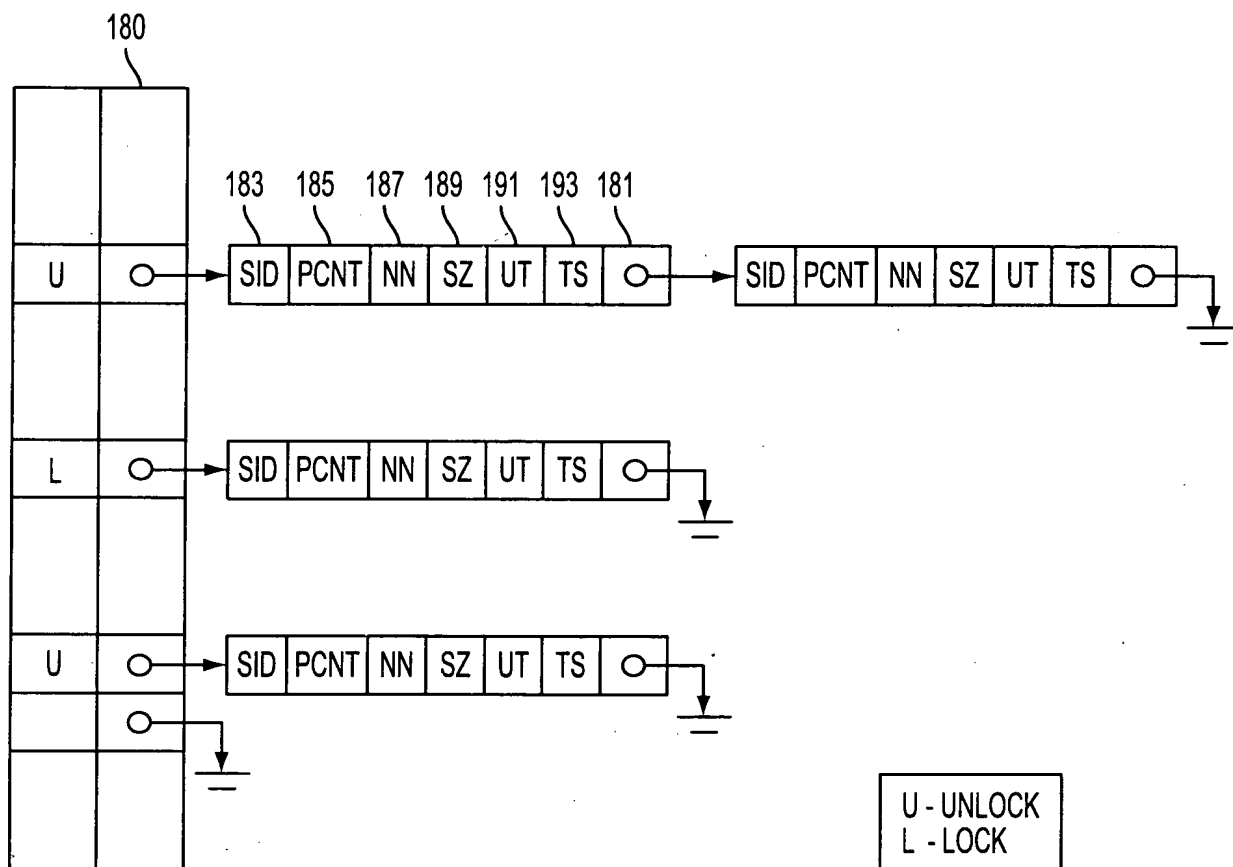 180
183 185 187 189 191 193 181
U SID PCNT NN SZ UT TS SID PCNT NN SZ UT TS
L SID PCNT NN SZ UT TS
U SID PCNT NN SZ UT TS
U - UNLOCK
L - LOCK